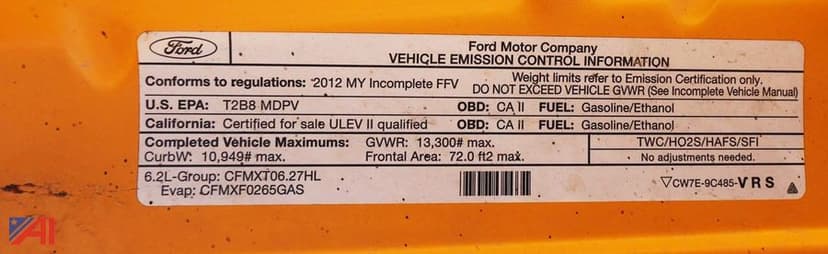 Ford
Ford Motor Company
VEHICLE EMISSION CONTROL INFORMATION
Conforms to regulations: 2012 MY Incomplete FFV
Weight limits refer to Emission Certification only.
DO NOT EXCEED VEHICLE GVWR (See Incomplete Vehicle Manual)
U.S. EPA: T2B8 MDPV OBD: CA II FUEL: Gasoline/Ethanol
California: Certified for sale ULEV II qualified OBD: CA II FUEL: Gasoline/Ethanol
Completed Vehicle Maximums: GVWR: 13,300# max.
CurbW: 10,949# max. Frontal Area: 72.0 ft2 max.
TWC/HO2S/HAFS/SFI
No adjustments needed.
6.2L-Group: CFMXT06.27HL
Evap: CFMXF0265GAS
CW7E-9C485-VRS
AI